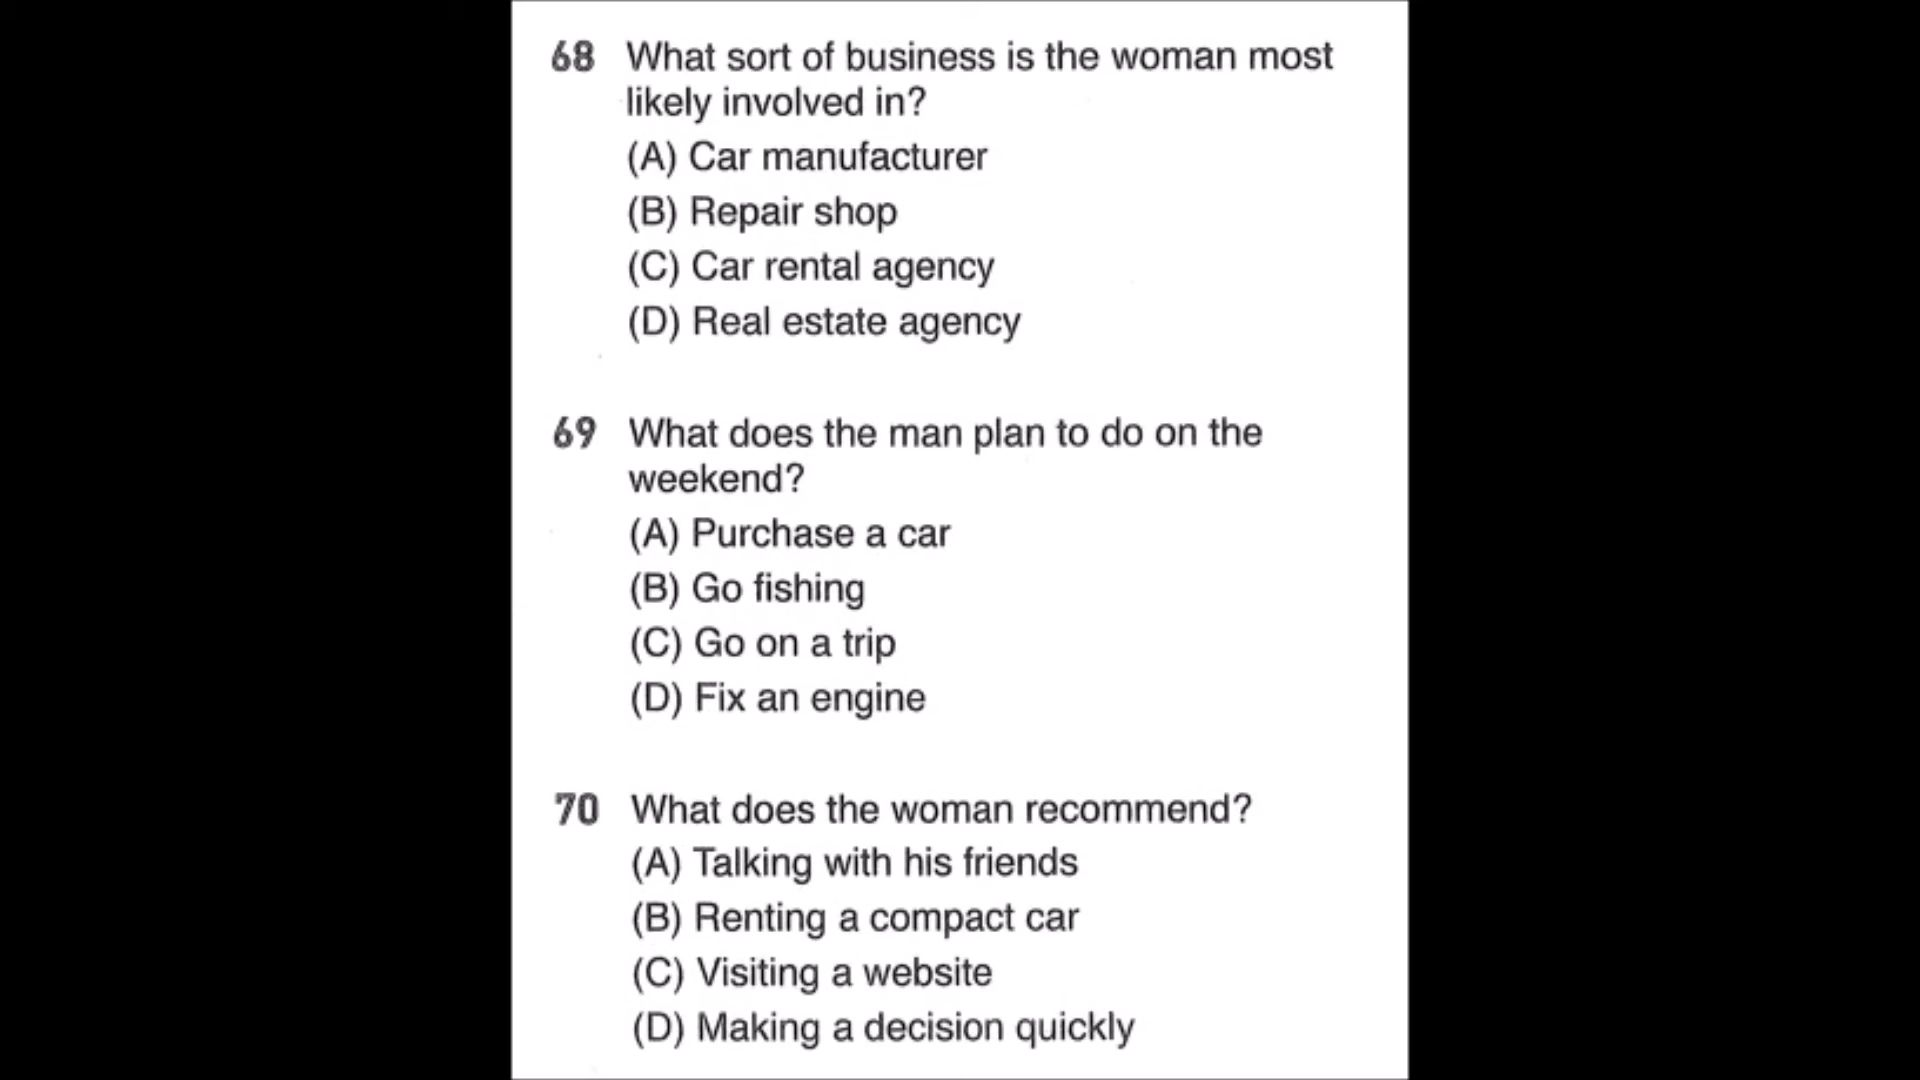 68 What sort of business is the woman most
likely involved in?
(A) Car manufacturer
(B) Repair shop
(C) Car rental agency
(D) Real estate agency
69 What does the man plan to do on the
weekend?
(A) Purchase a car
(B) Go fishing
(C) Go on a trip
(D) Fix an engine
70 What does the woman recommend?
(A) Talking with his friends
(B) Renting a compact car
(C) Visiting a website
(D) Making a decision quickly